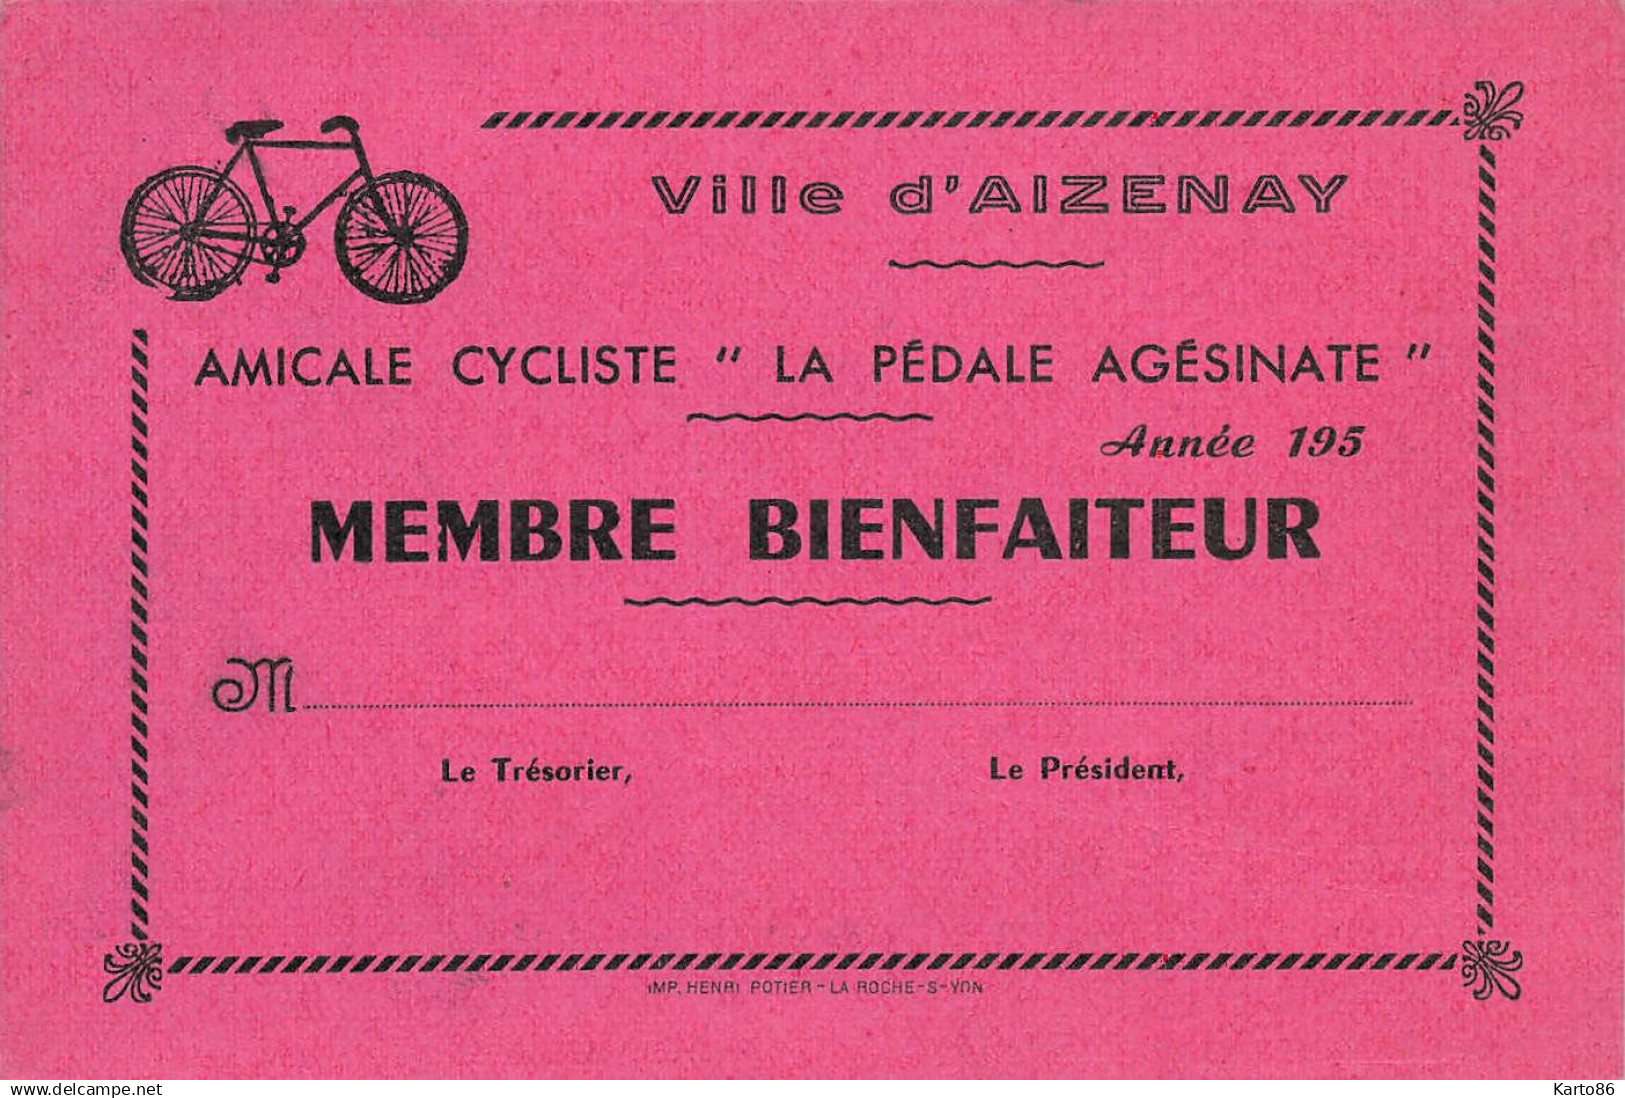 Ville d'AIZENAY
AMICALE CYCLISTE " LA PÉDALE AGÉSINATE "
Année 195
MEMBRE BIENFAITEUR
M
Le Trésorier, Le Président,
IMP. HENRI POTIER - LA ROCHE-S-YON
www.delcampe.net Karto86